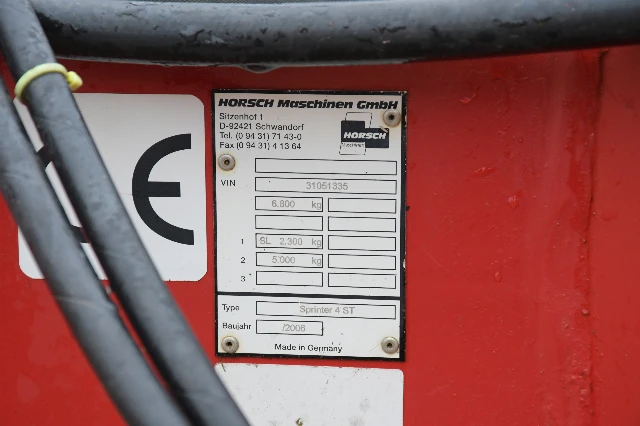 HORSCH Maschinen GmbH
Sitzenhof 1
D-92421 Schwandorf
Tel. (0 94 31) 71 43-0
Fax (0 94 31) 4 13 64
HORSCH
Maschinen
VIN 31051335
6.800 kg
1 SL 2.300 kg
2 5.000 kg
3
Type Sprinter 4 ST
Baujahr /2008
Made in Germany
CE